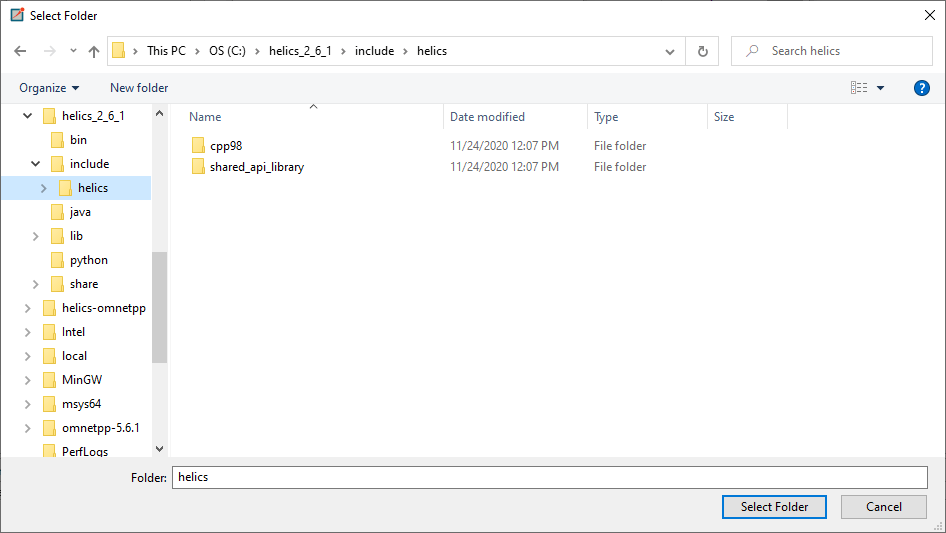 Select Folder
This PC > OS (C:) > helics_2_6_1 > include > helics
Search helics
Organize
New folder
?
helics_2_6_1
bin
include
helics
java
lib
python
share
helics-omnetpp
Intel
local
MinGW
msys64
omnetpp-5.6.1
PerfLogs
Name Date modified Type Size
cpp98 11/24/2020 12:07 PM File folder
shared_api_library 11/24/2020 12:07 PM File folder
Folder: helics
Select Folder Cancel